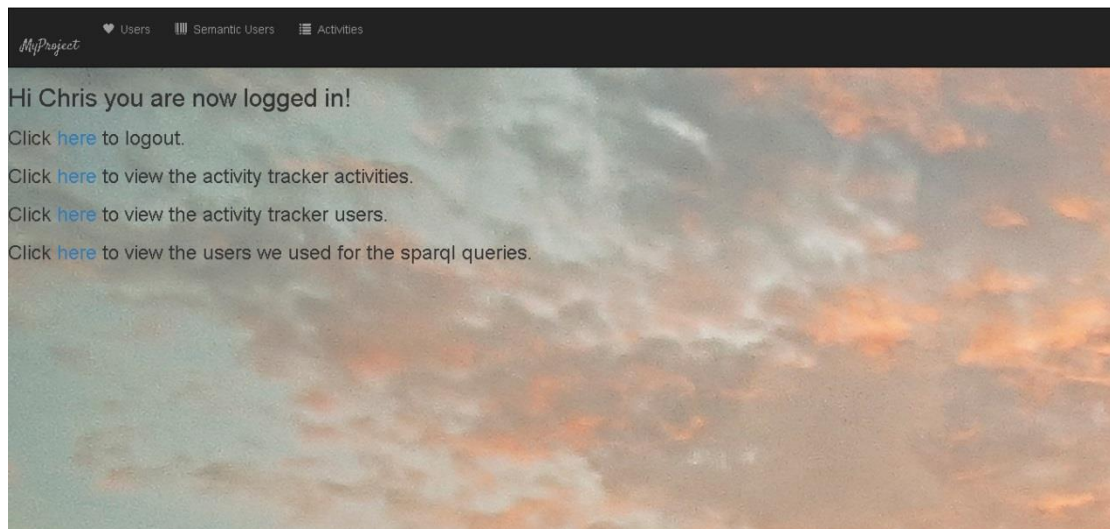 MyProject
Users Semantic Users Activities
Hi Chris you are now logged in!
Click here to logout.
Click here to view the activity tracker activities.
Click here to view the activity tracker users.
Click here to view the users we used for the sparql queries.